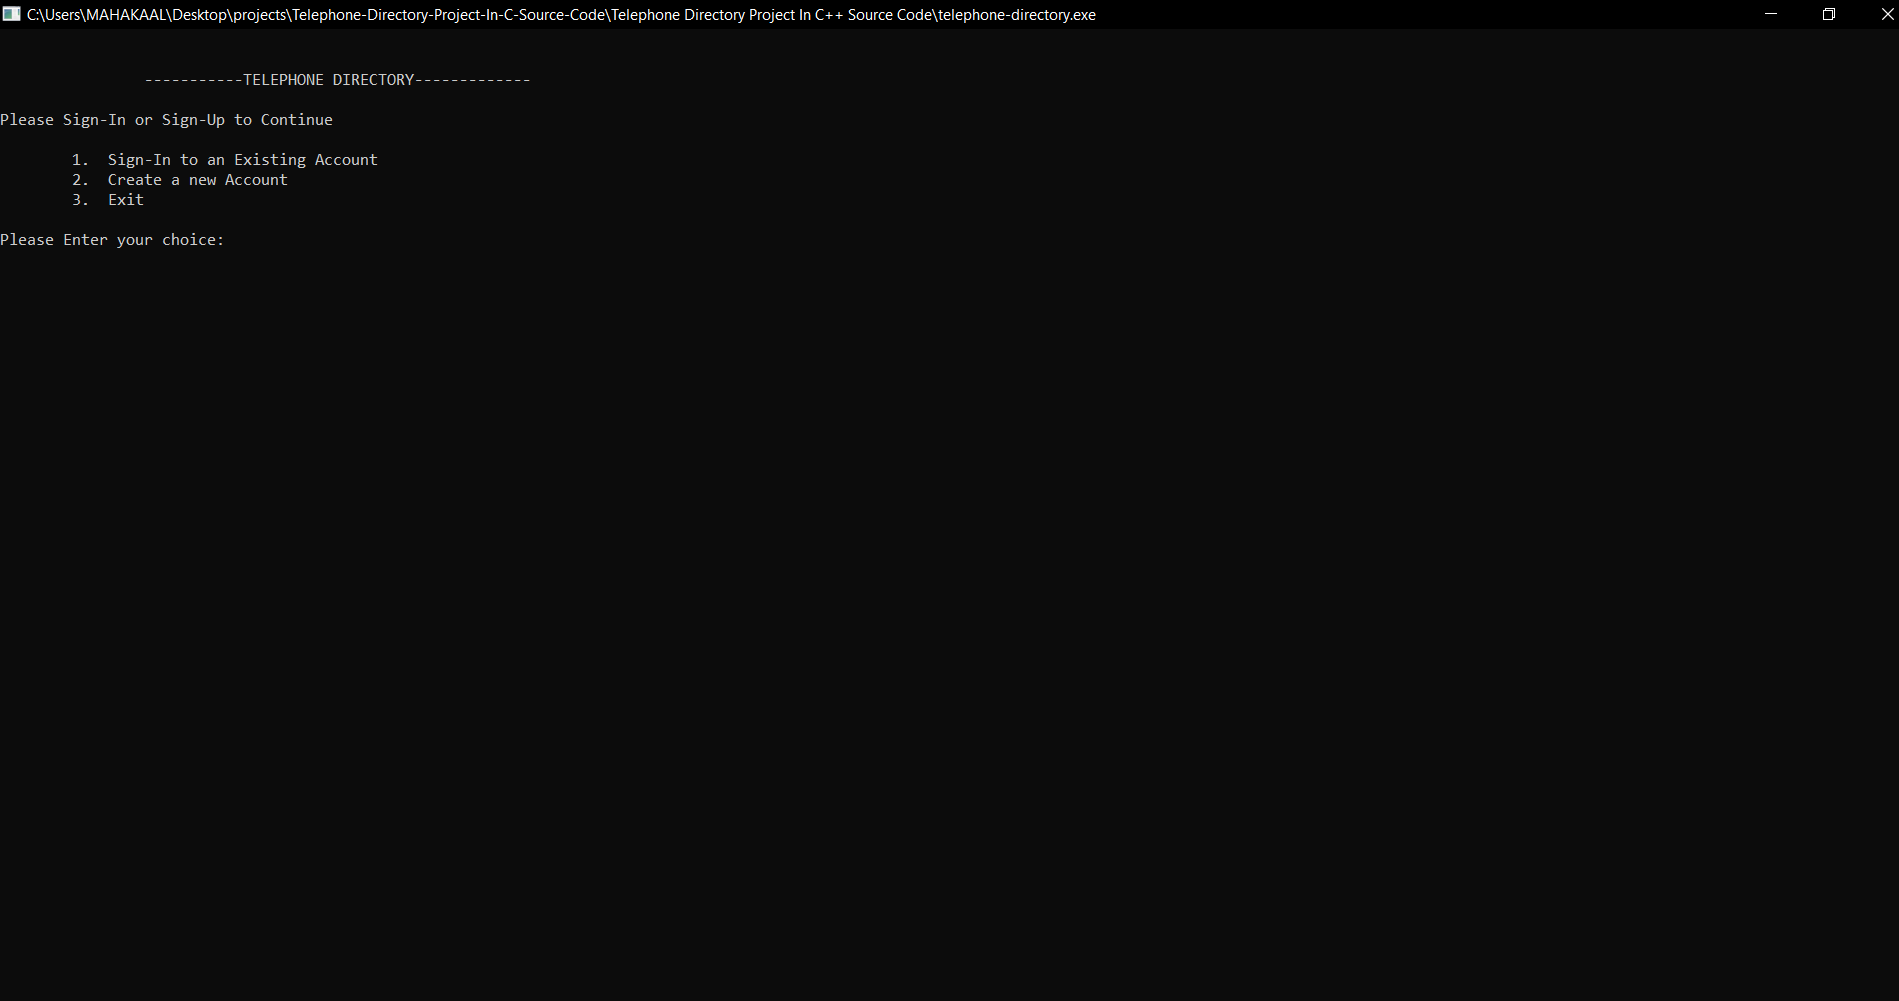 C:\Users\MAHAKAAL\Desktop\projects\Telephone-Directory-Project-In-C-Source-Code\Telephone Directory Project In C++ Source Code\telephone-directory.exe
-----------TELEPHONE DIRECTORY-------------
Please Sign-In or Sign-Up to Continue
1.  Sign-In to an Existing Account
2.  Create a new Account
3.  Exit
Please Enter your choice: